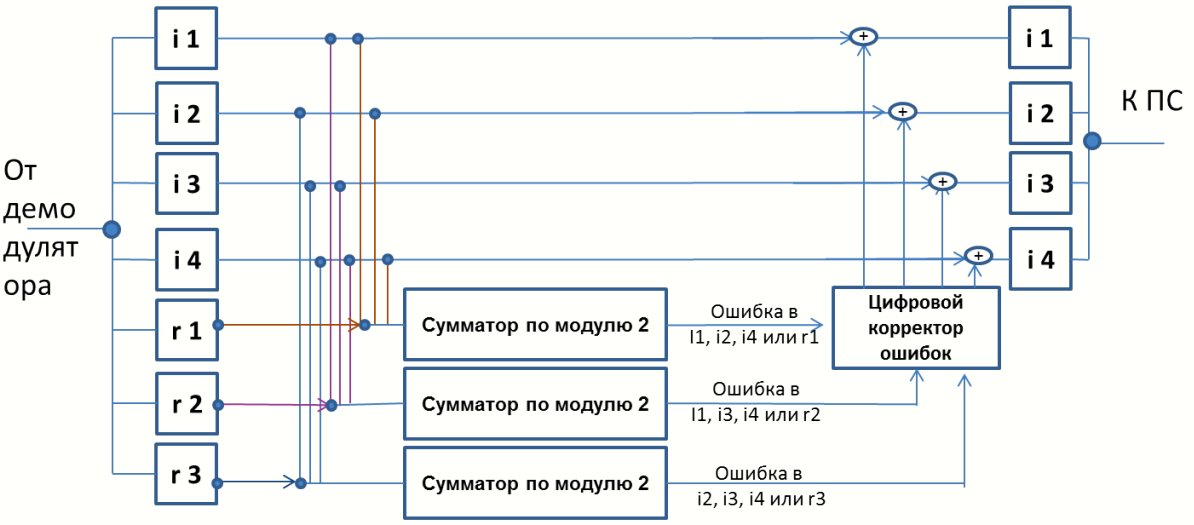 От
демо
дулят
ора
i 1
i 2
i 3
i 4
r 1
r 2
r 3
Сумматор по модулю 2
Сумматор по модулю 2
Сумматор по модулю 2
Ошибка в
I1, i2, i4 или r1
Ошибка в
I1, i3, i4 или r2
Ошибка в
i2, i3, i4 или r3
+
+
+
+
Цифровой
корректор
ошибок
i 1
i 2
i 3
i 4
К ПС